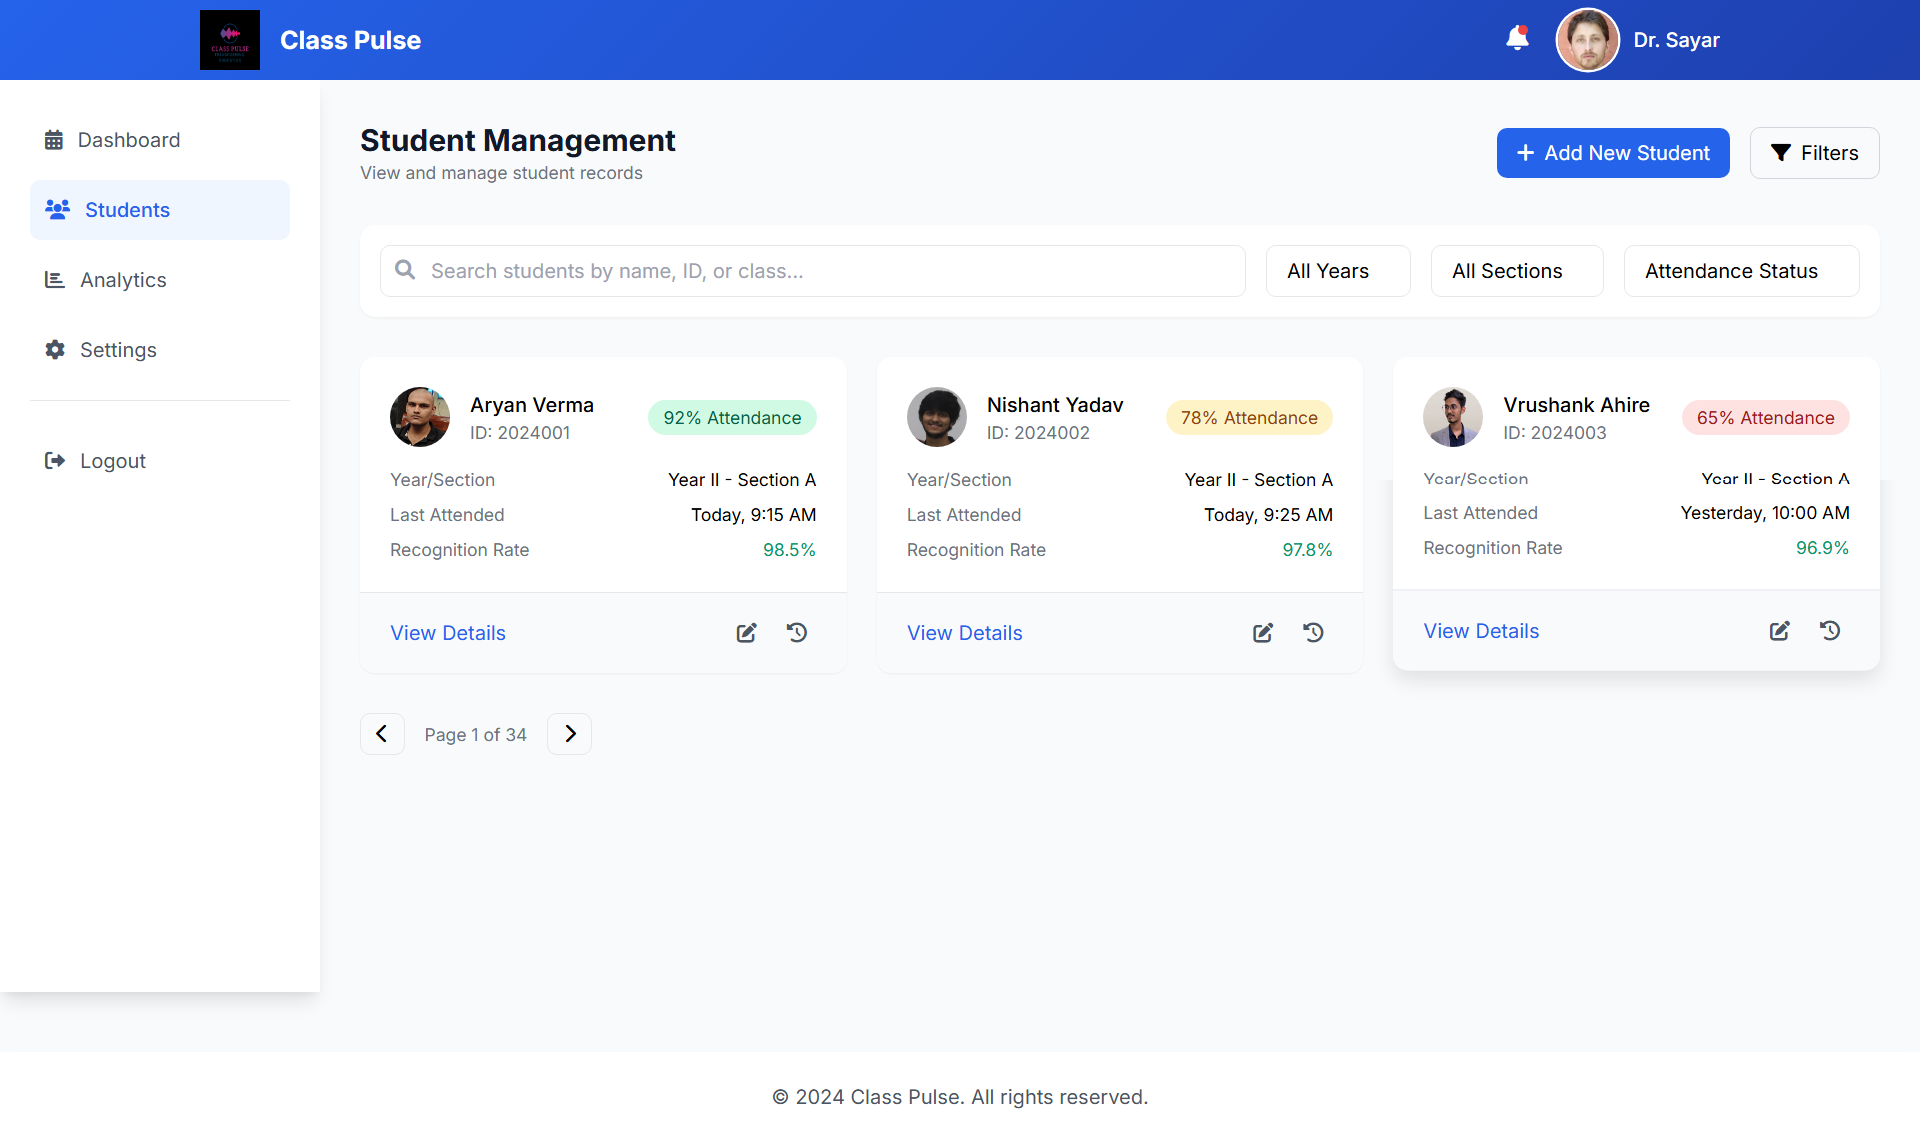 CLASS PULSE
Class Pulse
Dr. Sayar
Dashboard
Students
Analytics
Settings
Logout
Student Management
View and manage student records
Add New Student
Filters
Search students by name, ID, or class...
All Years
All Sections
Attendance Status
Aryan Verma
ID: 2024001
92% Attendance
Year/Section Year II - Section A
Last Attended Today, 9:15 AM
Recognition Rate 98.5%
View Details
Nishant Yadav
ID: 2024002
78% Attendance
Year/Section Year II - Section A
Last Attended Today, 9:25 AM
Recognition Rate 97.8%
View Details
Vrushank Ahire
ID: 2024003
65% Attendance
Year/Section Year II - Section A
Last Attended Yesterday, 10:00 AM
Recognition Rate 96.9%
View Details
Page 1 of 34
© 2024 Class Pulse. All rights reserved.